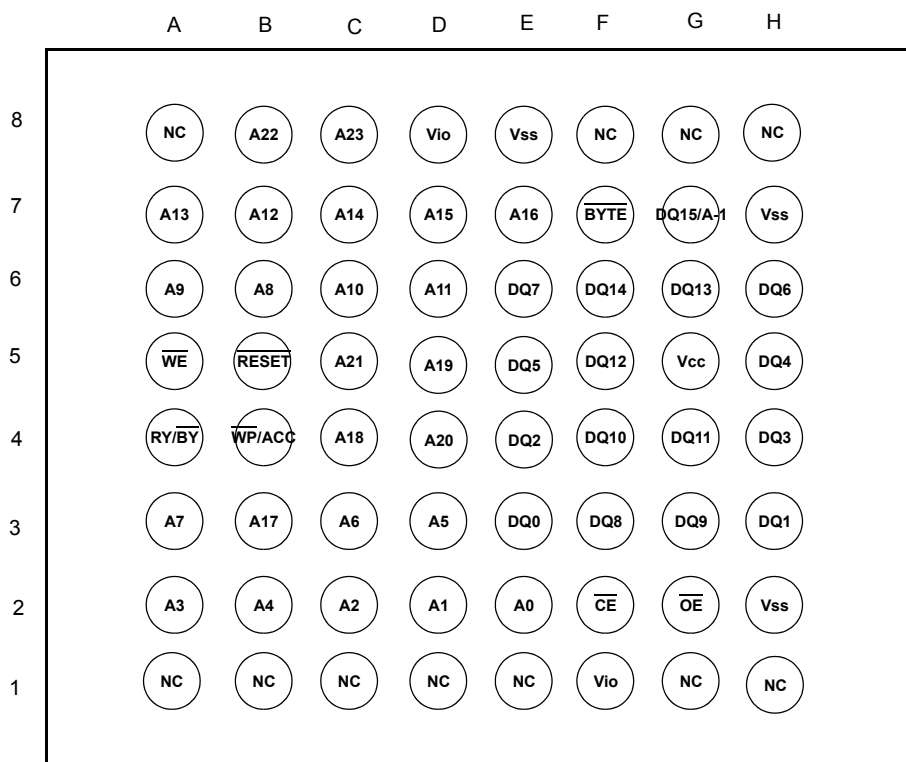 A B C D E F G H
8 NC A22 A23 Vio Vss NC NC NC
7 A13 A12 A14 A15 A16 BYTE DQ15/A-1 Vss
6 A9 A8 A10 A11 DQ7 DQ14 DQ13 DQ6
5 WE RESET A21 A19 DQ5 DQ12 Vcc DQ4
4 RY/BY WP/ACC A18 A20 DQ2 DQ10 DQ11 DQ3
3 A7 A17 A6 A5 DQ0 DQ8 DQ9 DQ1
2 A3 A4 A2 A1 A0 CE OE Vss
1 NC NC NC NC NC Vio NC NC